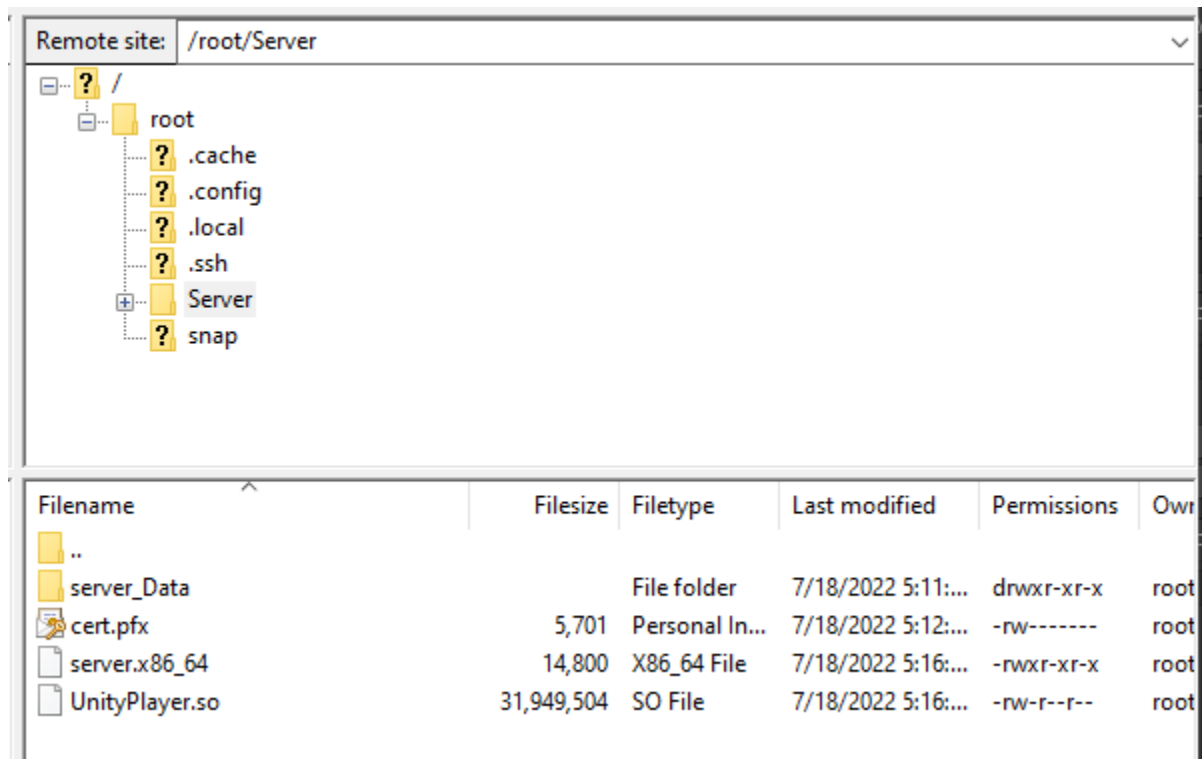 Remote site: /root/Server
? /
root
? .cache
? .config
? .local
? .ssh
Server
? snap
Filename Filesize Filetype Last modified Permissions Owr
..
server_Data File folder 7/18/2022 5:11:... drwxr-xr-x root
cert.pfx 5,701 Personal In... 7/18/2022 5:12:... -rw------- root
server.x86_64 14,800 X86_64 File 7/18/2022 5:16:... -rwxr-xr-x root
UnityPlayer.so 31,949,504 SO File 7/18/2022 5:16:... -rw-r--r-- root